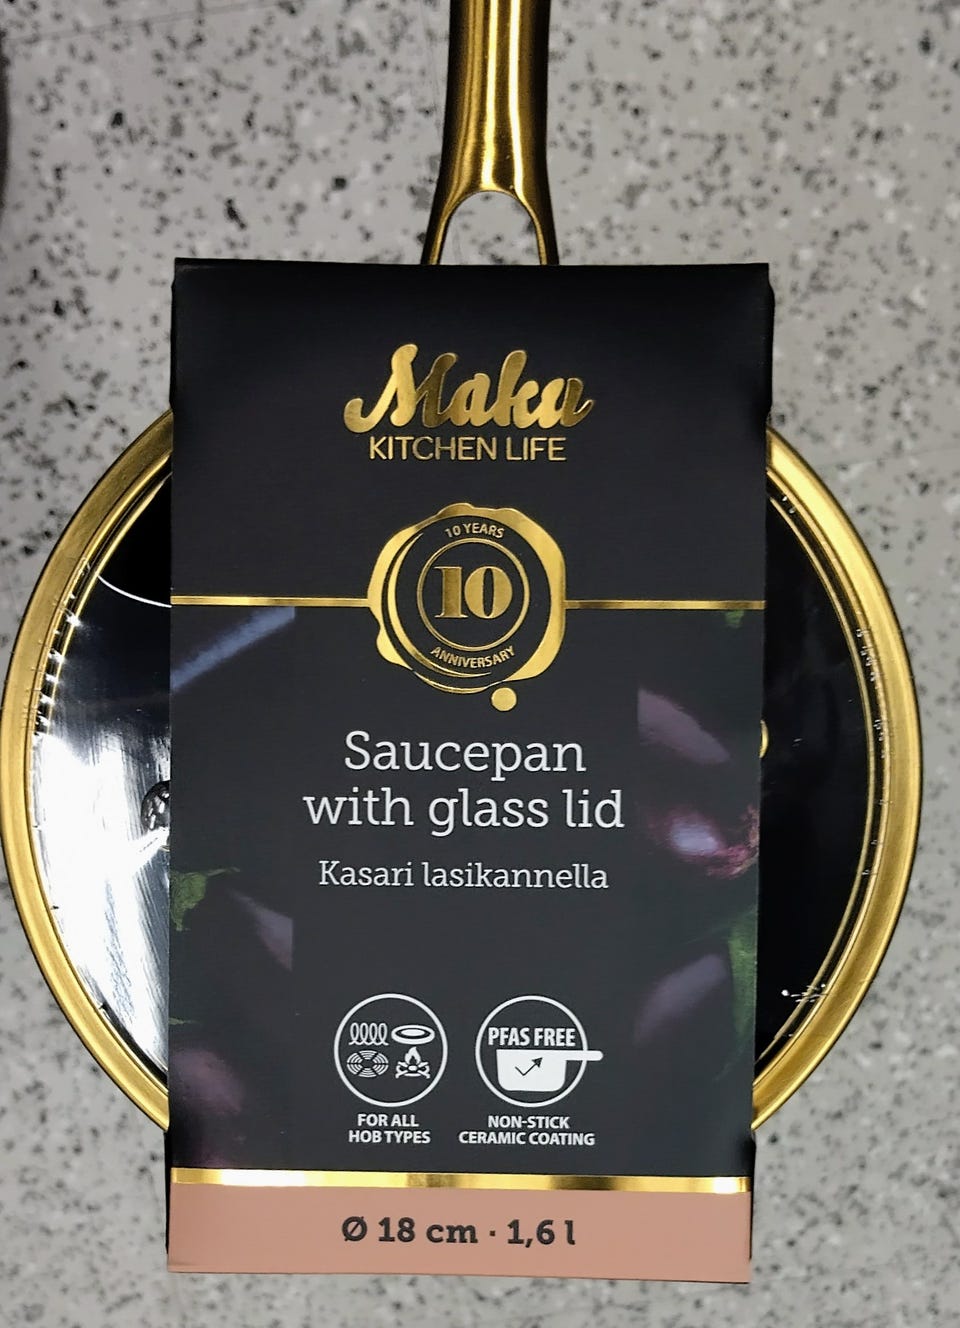 Maku
KITCHEN LIFE
10 YEARS
10
ANNIVERSARY
Saucepan
with glass lid
Kasari lasikannella
PFAS FREE
FOR ALL
HOB TYPES
NON-STICK
CERAMIC COATING
Ø 18 cm · 1,6 l